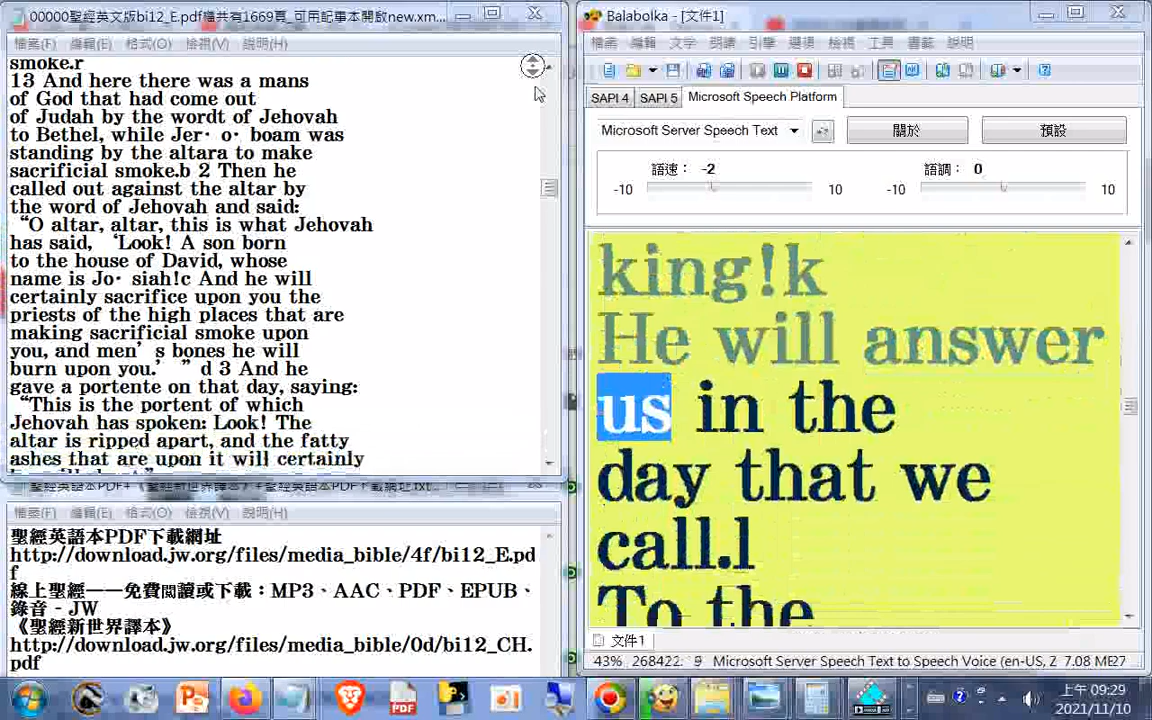 00000聖經英文版bi12_E.pdf檔共有1669頁_可用記事本開啟new.xm...
檔案(F) 編輯(E) 格式(O) 檢視(V) 說明(H)
smoke.r
13 And here there was a mans
of God that had come out
of Judah by the wordt of Jehovah
to Bethel, while Jer· o· boam was
standing by the altara to make
sacrificial smoke.b 2 Then he
called out against the altar by
the word of Jehovah and said:
“O altar, altar, this is what Jehovah
has said, ‘Look! A son born
to the house of David, whose
name is Jo· siah!c And he will
certainly sacrifice upon you the
priests of the high places that are
making sacrificial smoke upon
you, and men’s bones he will
burn upon you.’ ” d 3 And he
gave a portente on that day, saying:
“This is the portent of which
Jehovah has spoken: Look! The
altar is ripped apart, and the fatty
ashes that are upon it will certainly
檔案(F) 編輯(E) 格式(O) 檢視(V) 說明(H)
聖經英語本PDF下載網址
http://download.jw.org/files/media_bible/4f/bi12_E.pd
f
線上聖經——免費閱讀或下載：MP3、AAC、PDF、EPUB、
錄音 - JW
《聖經新世界譯本》
http://download.jw.org/files/media_bible/0d/bi12_CH.
pdf
Balabolka - [文件1]
檔案 編輯 文字 朗讀 引擎 選項 檢視 工具 書籤 說明
SAPI 4 SAPI 5 Microsoft Speech Platform
Microsoft Server Speech Text 關於 預設
語速： -2 語調： 0
-10 10 -10 10
king!k
He will answer
us in the
day that we
call.l
To the
文件1
43% 268422: 9 Microsoft Server Speech Text to Speech Voice (en-US, Z 7.08 ME27
上午 09:29
2021/11/10